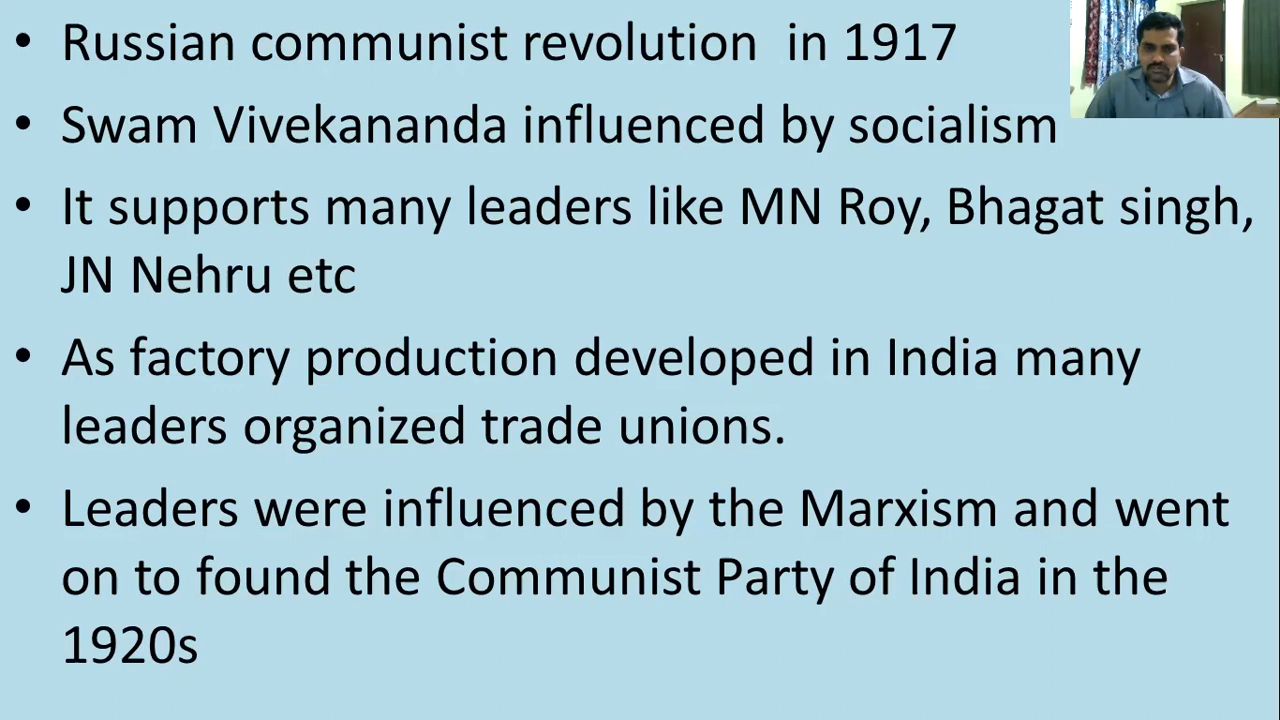 • Russian communist revolution  in 1917
• Swam Vivekananda influenced by socialism
• It supports many leaders like MN Roy, Bhagat singh,
JN Nehru etc
• As factory production developed in India many
leaders organized trade unions.
• Leaders were influenced by the Marxism and went
on to found the Communist Party of India in the
1920s